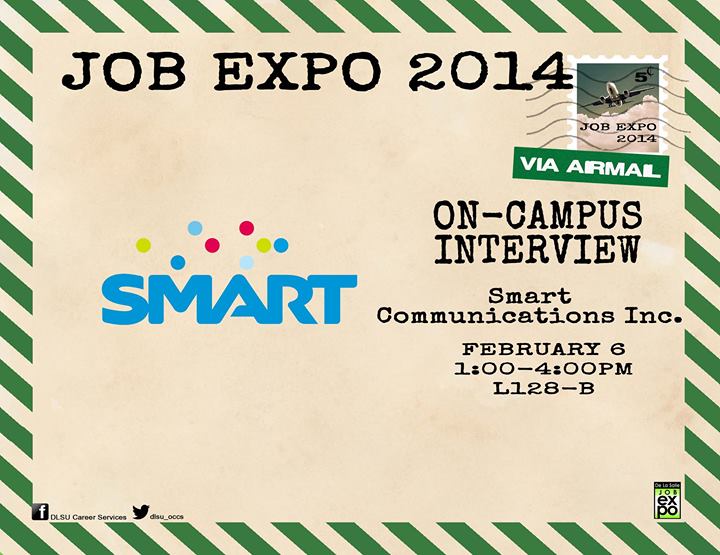 JOB EXPO 2014
5¢
JOB EXPO
2014
VIA AIRMAIL
ON-CAMPUS
INTERVIEW
SMART
Smart
Communications Inc.
FEBRUARY 6
1:00-4:00PM
L128-B
f DLSU Career Services dlsu_occs
De La Salle
JOB
expo